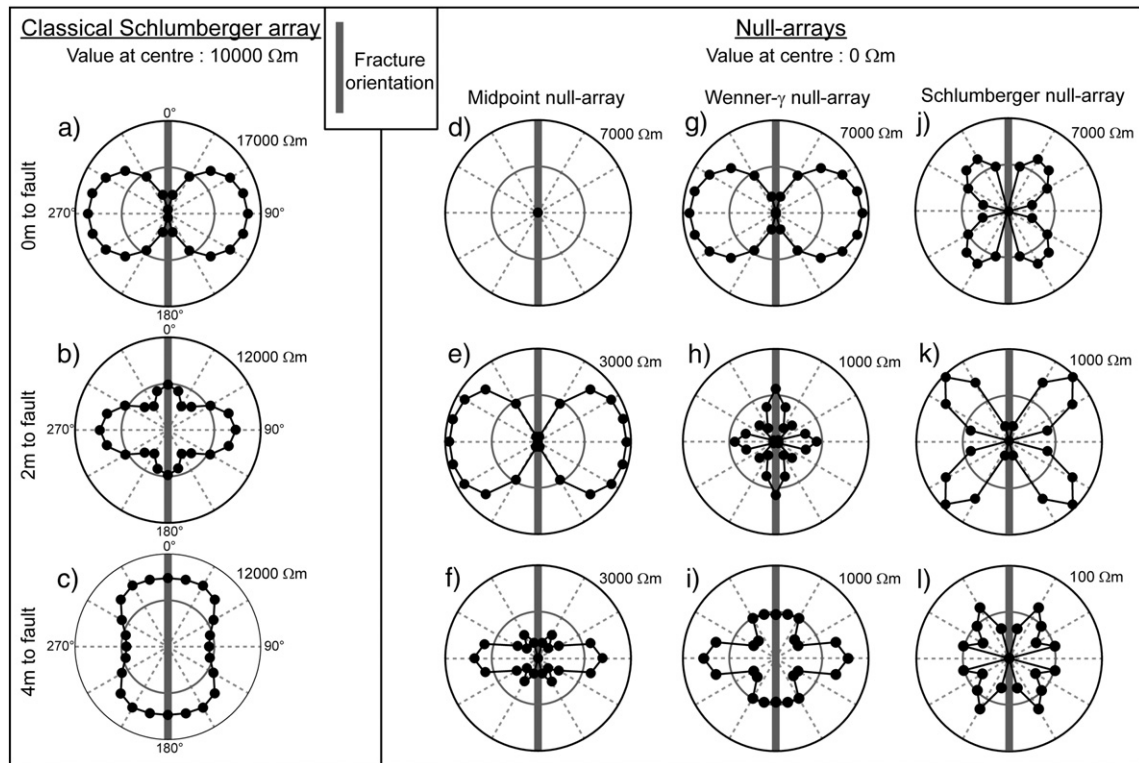 Classical Schlumberger array
Value at centre : 10000 Ωm
Fracture
orientation
Null-arrays
Value at centre : 0 Ωm
Midpoint null-array
Wenner-γ null-array
Schlumberger null-array
0m to fault
a)
0°
17000 Ωm
270°
90°
180°
d)
7000 Ωm
g)
7000 Ωm
j)
7000 Ωm
2m to fault
b)
0°
12000 Ωm
270°
90°
180°
e)
3000 Ωm
h)
1000 Ωm
k)
1000 Ωm
4m to fault
c)
0°
12000 Ωm
270°
90°
180°
f)
3000 Ωm
i)
1000 Ωm
l)
100 Ωm